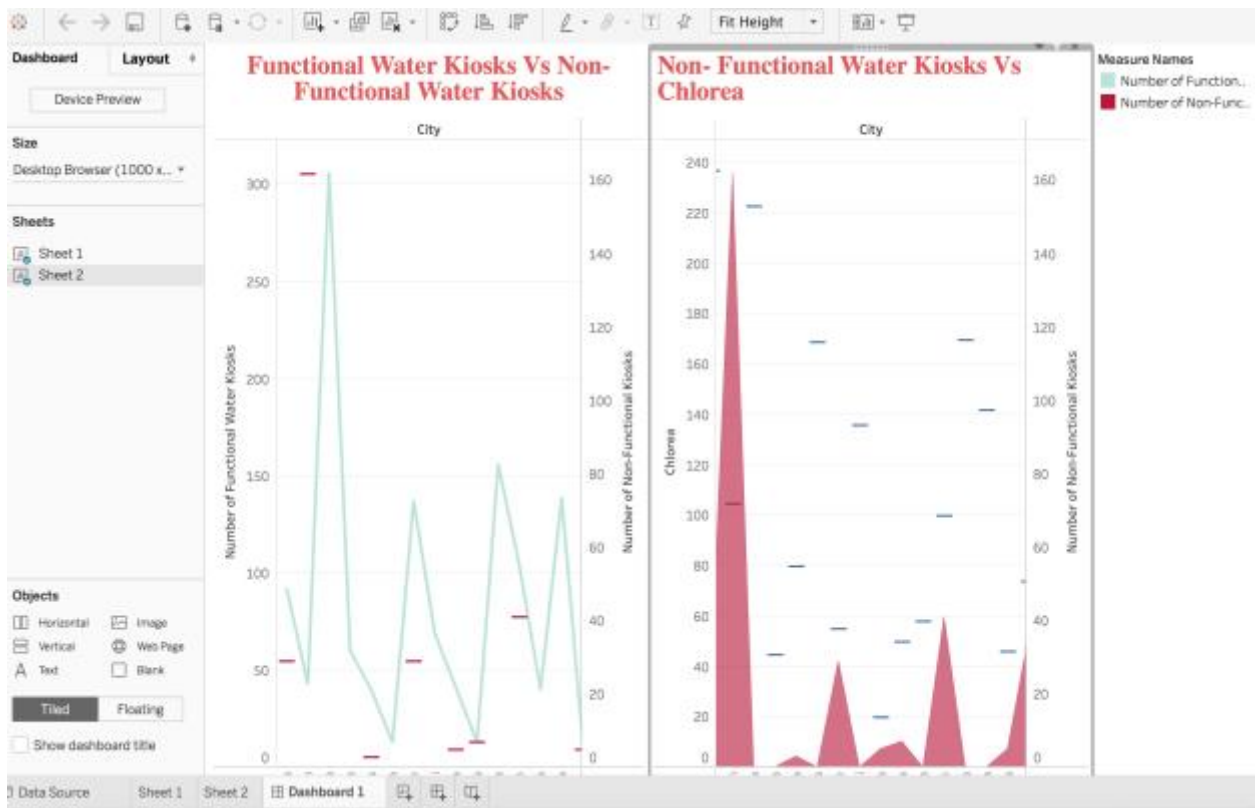 Fit Height
Dashboard
Layout
Device Preview
Size
Desktop Browser (1000 x...
Sheets
Sheet 1
Sheet 2
Objects
Horizontal
Image
Vertical
Web Page
A Text
Blank
Tiled
Floating
Show dashboard title
Functional Water Kiosks Vs Non-
Functional Water Kiosks
City
Number of Functional Water Kiosks
300
250
200
150
100
50
0
160
140
120
100
80
60
40
20
0
Number of Non-Functional Kiosks
Non- Functional Water Kiosks Vs
Chlorea
City
Chlorea
240
220
200
180
160
140
120
100
80
60
40
20
0
160
140
120
100
80
60
40
20
0
Number of Non-Functional Kiosks
Measure Names
Number of Function..
Number of Non-Func..
Data Source
Sheet 1
Sheet 2
Dashboard 1